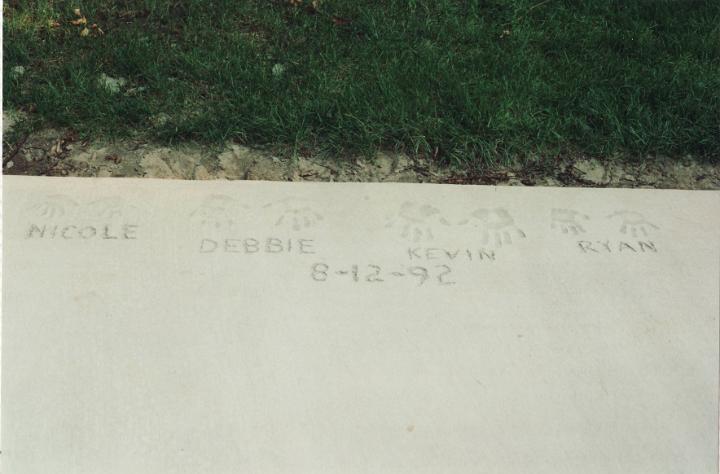 NICOLE DEBBIE KEVIN RYAN
8-12-92